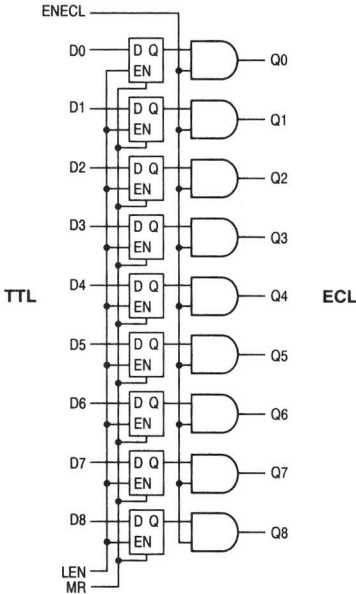 ENECL
D0 D Q Q0
EN
D1 D Q Q1
EN
D2 D Q Q2
EN
D3 D Q Q3
EN
TTL D4 D Q Q4 ECL
EN
D5 D Q Q5
EN
D6 D Q Q6
EN
D7 D Q Q7
EN
D8 D Q Q8
EN
LEN
MR